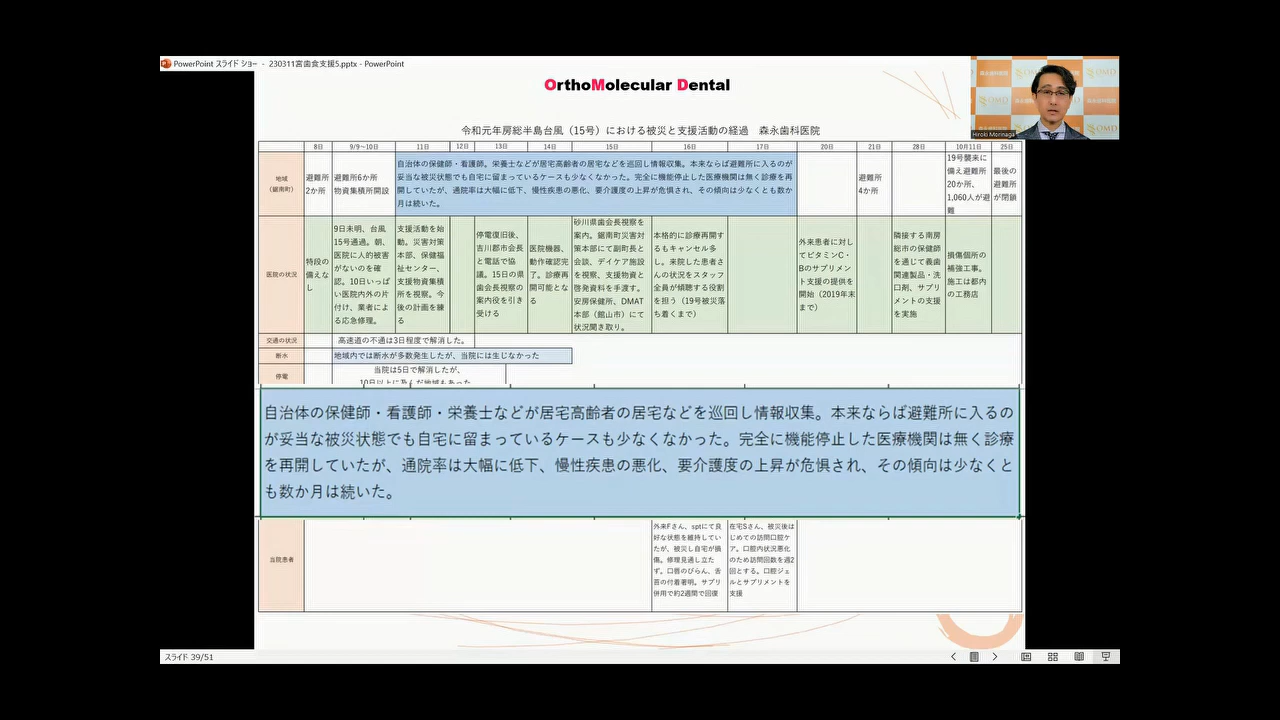 PowerPoint スライド ショー - 230311宮歯食支援5.pptx - PowerPoint
OrthoMolecular Dental
Hiroki Morinaga
令和元年房総半島台風（15号）における被災と支援活動の経過　森永歯科医院
8日 9/9～10日 11日 12日 13日 14日 15日 16日 17日 20日 21日 28日 10月11日 25日
地域
（鋸南町）
避難所
2か所
避難所6か所
物資集積所開設
自治体の保健師・看護師。栄養士などが居宅高齢者の居宅などを巡回し情報収集。本来ならば避難所に入るのが
妥当な被災状態でも自宅に留まっているケースも少なくなかった。完全に機能停止した医療機関は無く診療を再
開していたが、通院率は大幅に低下、慢性疾患の悪化、要介護度の上昇が危惧され、その傾向は少なくとも数か
月は続いた。
避難所
4か所
19号襲来に
備え避難所
20か所、
1,060人が避
難
最後の
避難所
が閉鎖
医院の状況
特段の
備えな
し
9日未明、台風
15号通過。朝、
医院に人的被害
がないのを確
認。10日いっぱ
い医院内外の片
付け、業者によ
る応急修理。
支援活動を始
動。災害対策
本部、保健福
祉センター、
支援物資集積
所を視察。今
後の計画を練
る
停電復旧後、
吉川郡市会長
と電話で協
議。15日の県
歯会長視察の
案内役を引き
受ける
医院機器、
動作確認完
了。診療再
開可能とな
る
砂川県歯会長視察を
案内。鋸南町災害対
策本部にて副町長と
会談、デイケア施設
を視察、支援物資と
啓発資料を手渡す。
安房保健所、DMAT
本部（館山市）にて
状況聞き取り。
本格的に診療再開する
もキャンセル多
し。来院した患者さ
んの状況をスタッフ
全員が傾聴する役割
を担う（19号被災落
ち着くまで）
外来患者に対し
てビタミンC・
Bのサプリメン
ト支援の提供を
開始（2019年末
まで）
隣接する南房
総市の保健師
を通じて義歯
関連製品・洗
口剤、サプリ
メントの支援
を実施
損傷個所の
補強工事。
施工は都内
の工務店
交通の状況
高速道の不通は3日程度で解消した。
断水
地域内では断水が多数発生したが、当院には生じなかった
停電
当院は5日で解消したが、
10日以上に及んだ地域もあった
自治体の保健師・看護師・栄養士などが居宅高齢者の居宅などを巡回し情報収集。本来ならば避難所に入るの
が妥当な被災状態でも自宅に留まっているケースも少なくなかった。完全に機能停止した医療機関は無く診療
を再開していたが、通院率は大幅に低下、慢性疾患の悪化、要介護度の上昇が危惧され、その傾向は少なくと
も数か月は続いた。
当院患者
外来Fさん、sptにて良
好な状態を維持してい
たが、被災し自宅が損
傷。修理見通し立た
ず。口唇のびらん、舌
苔の付着著明。サプリ
併用で約2週間で回復
在宅Sさん、被災後は
じめての訪問口腔ケ
ア。口腔内状況悪化
のため訪問回数を週2
回とする。口腔ジェ
ルとサプリメントを
支援
スライド 39/51